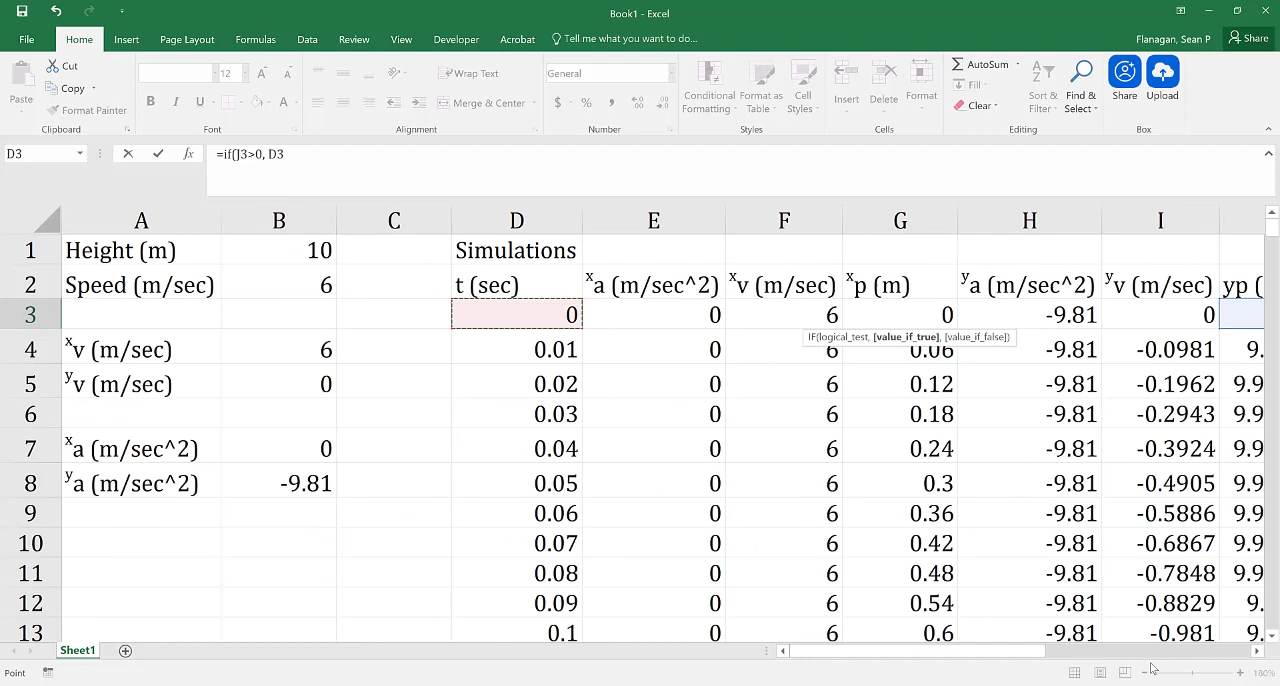 Book1 - Excel
File Home Insert Page Layout Formulas Data Review View Developer Acrobat Tell me what you want to do... Flanagan, Sean P Share
Cut
Copy
Format Painter
Paste
Clipboard
12
B I U A
Font
Wrap Text
Merge & Center
Alignment
General
$ % ,
Number
Conditional Formatting
Format as Table
Cell Styles
Styles
Insert Delete Format
Cells
AutoSum
Fill
Clear
Sort & Filter
Find & Select
Editing
Share Upload
Box
D3 fx =if(J3>0, D3
A B C D E F G H I
1 Height (m) 10 Simulations
2 Speed (m/sec) 6 t (sec) xa (m/sec^2) xv (m/sec) xp (m) ya (m/sec^2) yv (m/sec) yp (
3 0 0 6 0 -9.81 0
IF(logical_test, [value_if_true], [value_if_false])
4 xv (m/sec) 6 0.01 0 6 0.06 -9.81 -0.0981 9.
5 yv (m/sec) 0 0.02 0 6 0.12 -9.81 -0.1962 9.9
6 0.03 0 6 0.18 -9.81 -0.2943 9.9
7 xa (m/sec^2) 0 0.04 0 6 0.24 -9.81 -0.3924 9.9
8 ya (m/sec^2) -9.81 0.05 0 6 0.3 -9.81 -0.4905 9.9
9 0.06 0 6 0.36 -9.81 -0.5886 9.9
10 0.07 0 6 0.42 -9.81 -0.6867 9.9
11 0.08 0 6 0.48 -9.81 -0.7848 9.9
12 0.09 0 6 0.54 -9.81 -0.8829 9.
13 0.1 0 6 0.6 -9.81 -0.981 9.
Sheet1
Point 180%